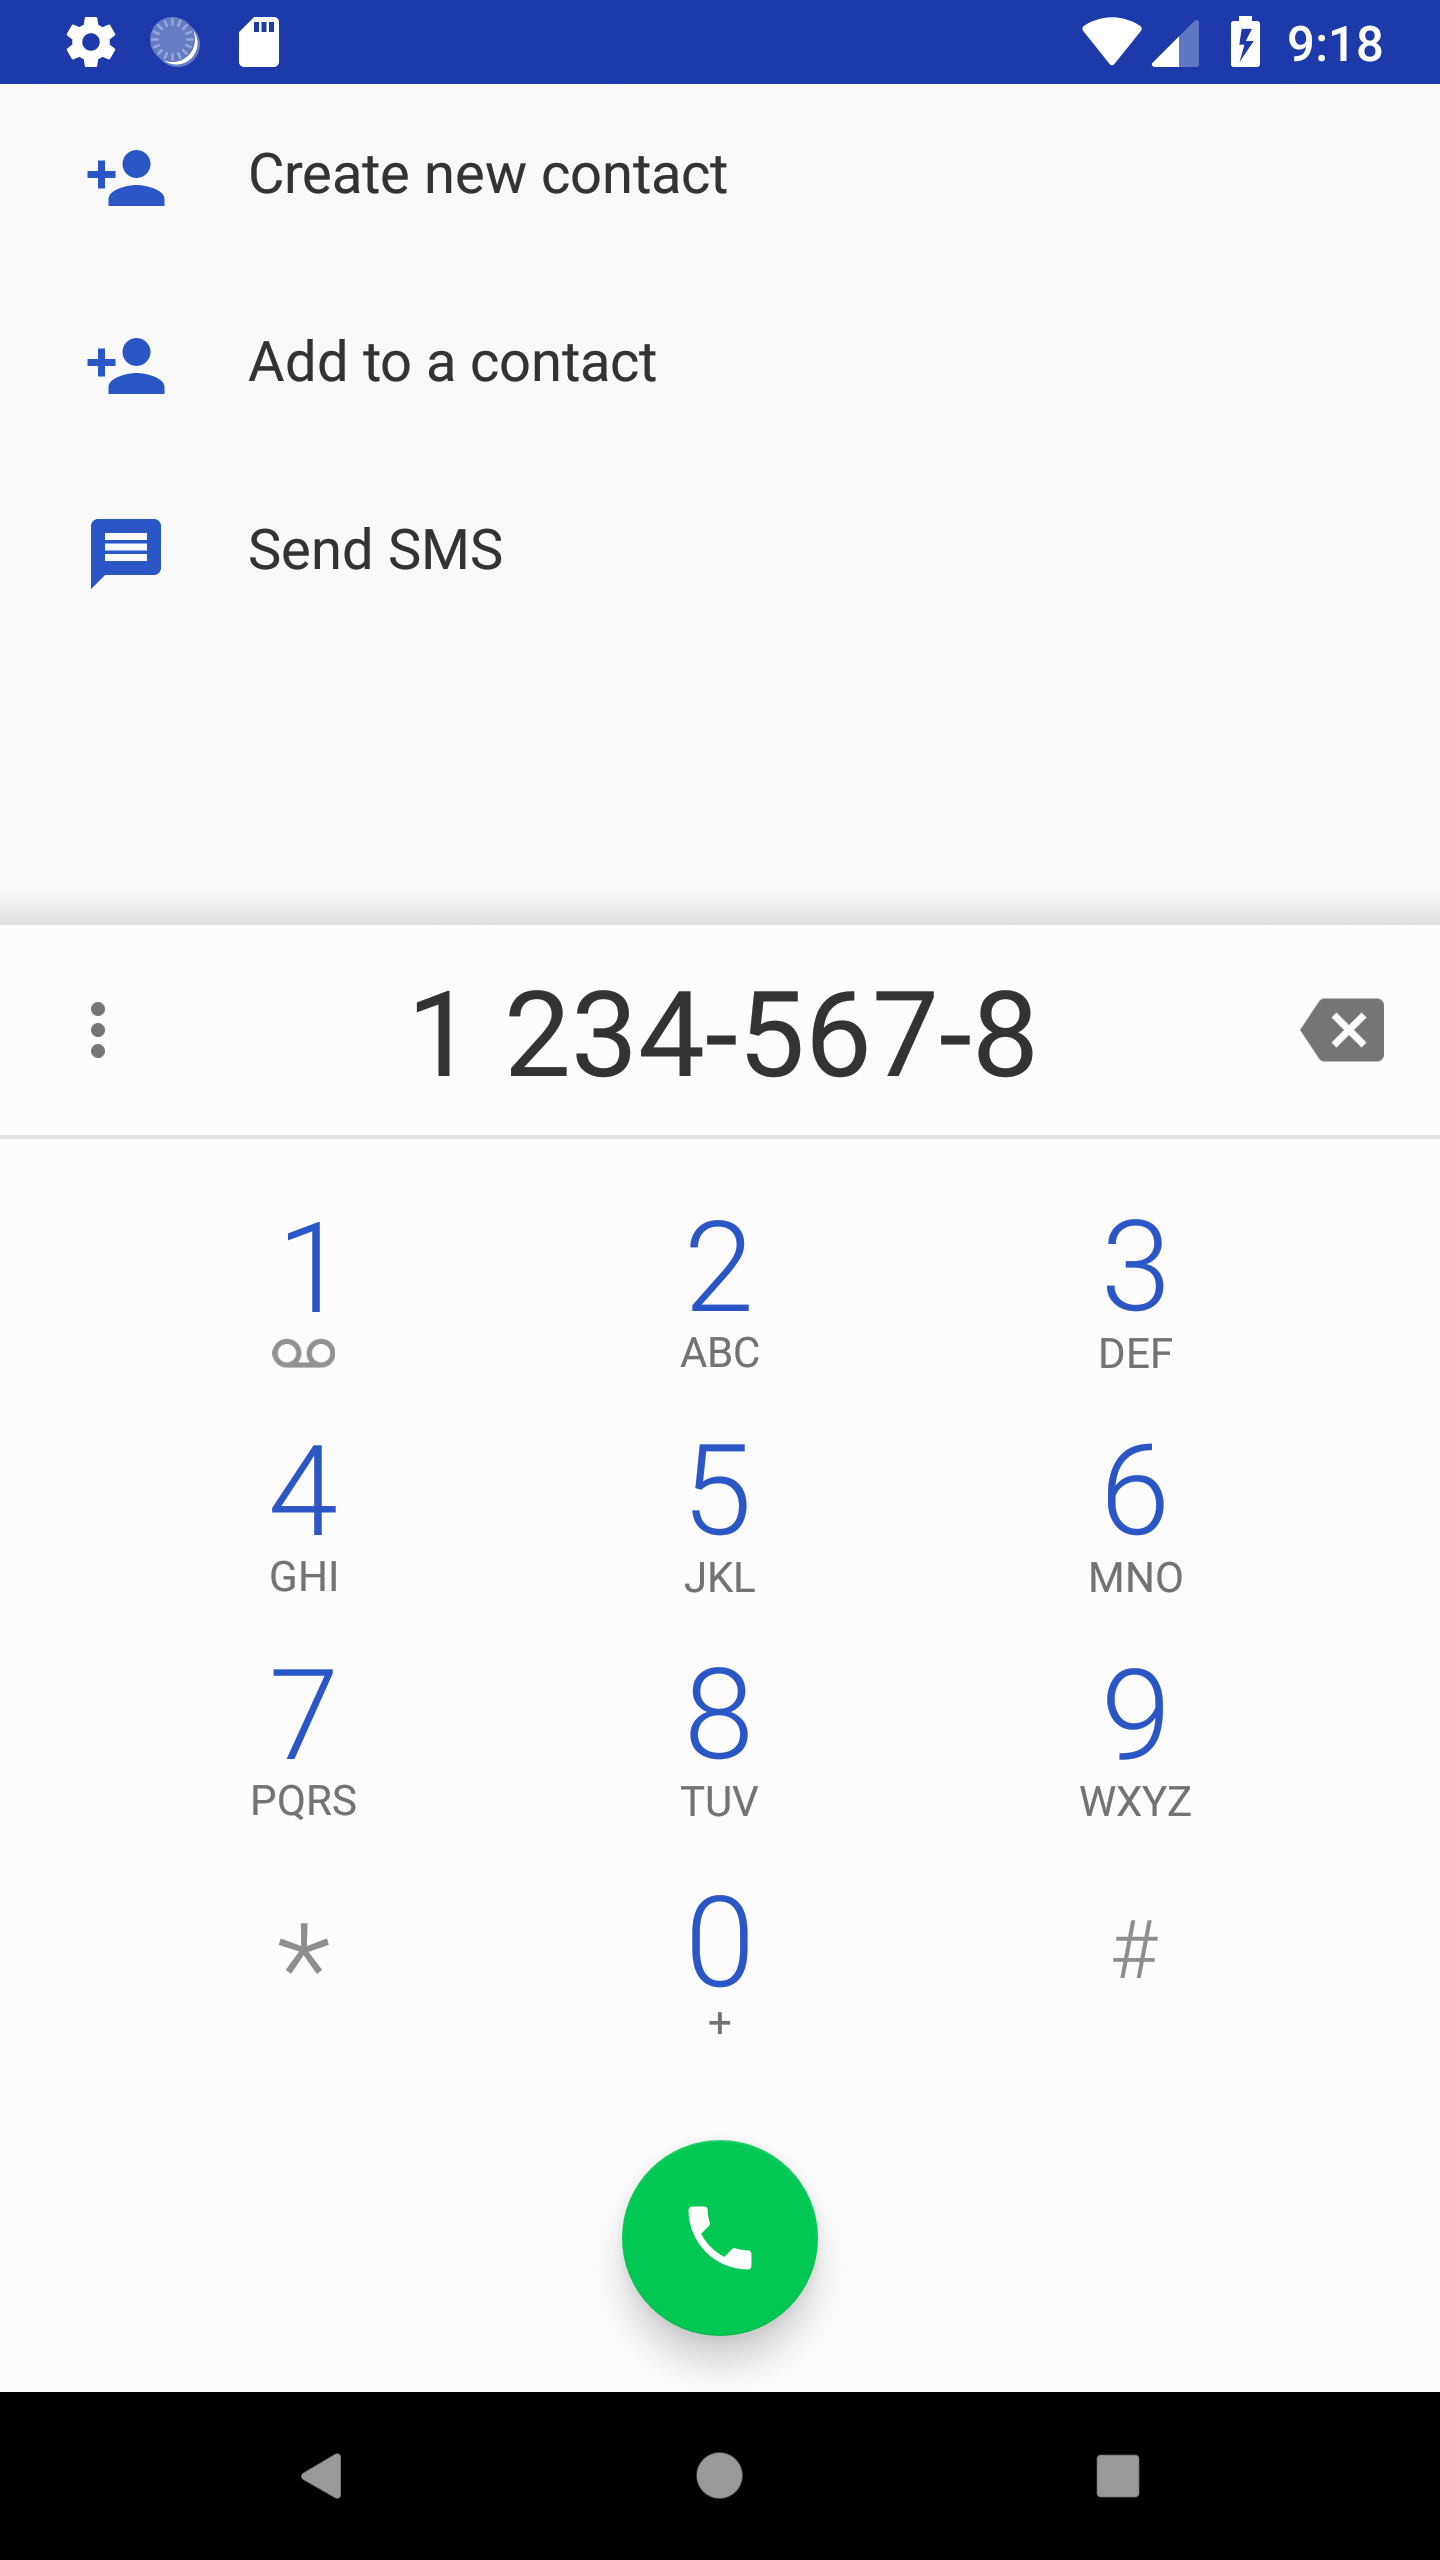 9:18
Create new contact
Add to a contact
Send SMS
1 234-567-8
1 2 3
ABC DEF
4 5 6
GHI JKL MNO
7 8 9
PQRS TUV WXYZ
* 0 #
+